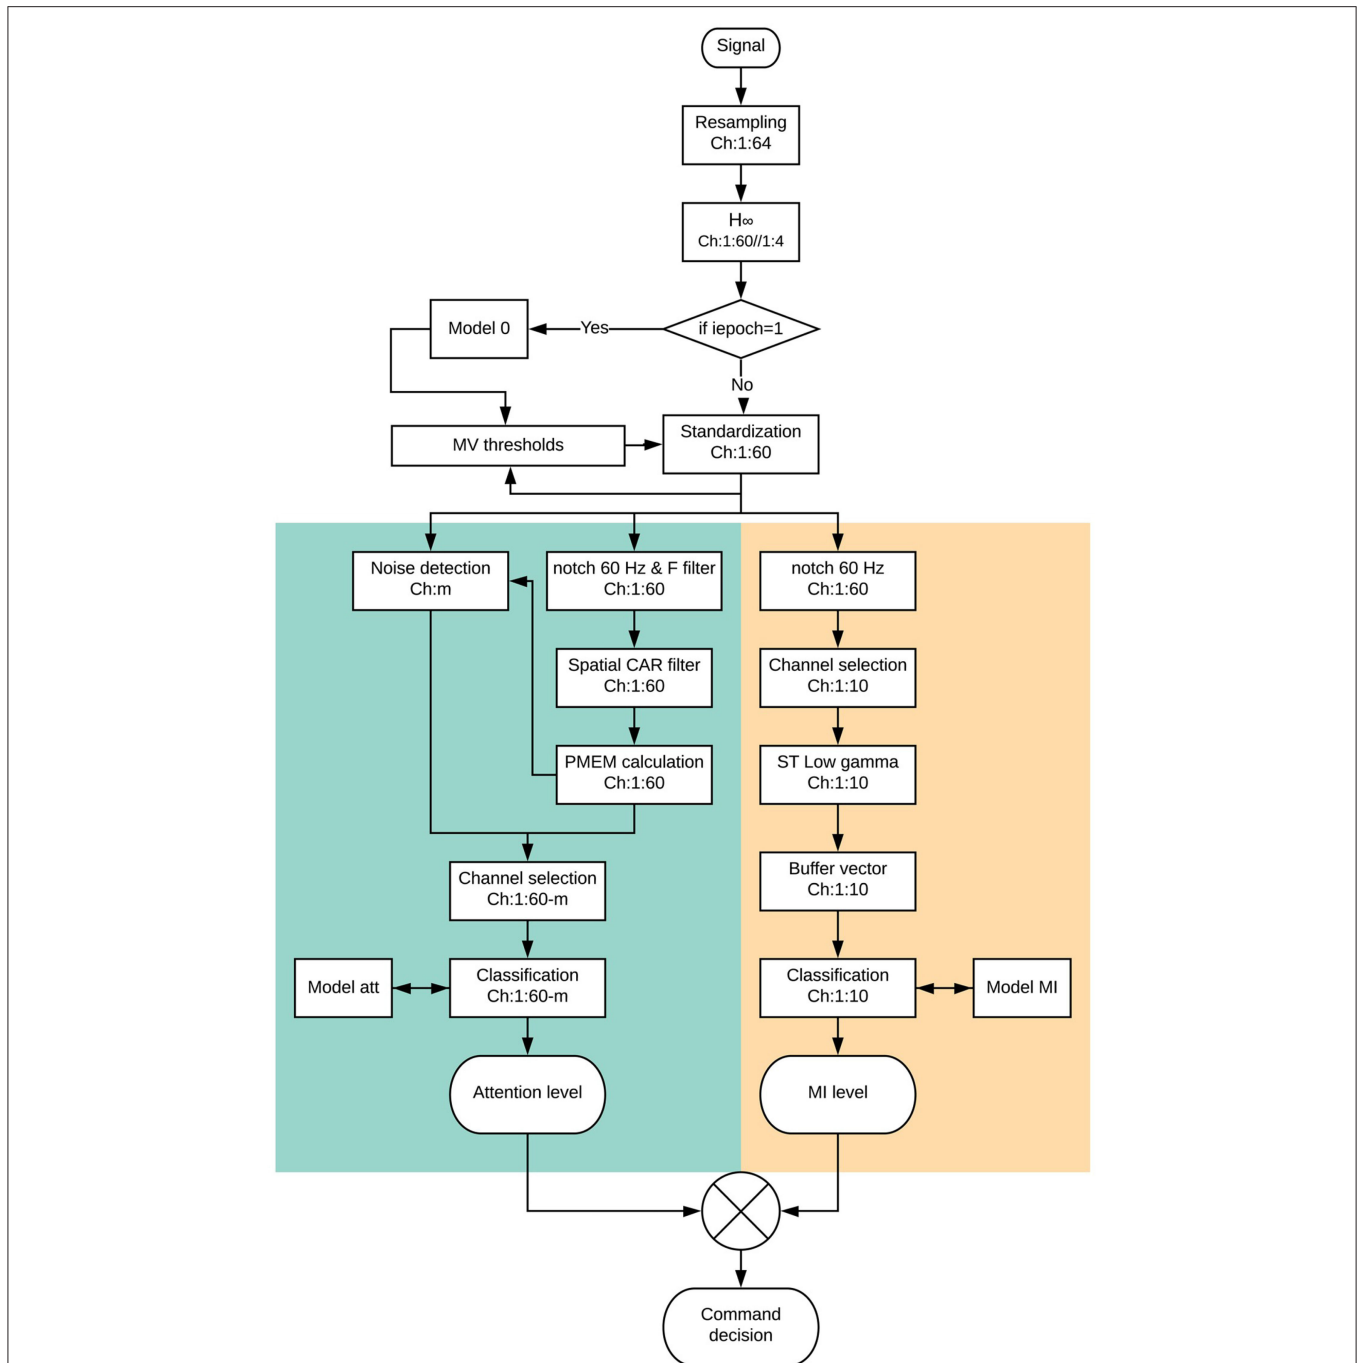 Signal
Resampling
Ch:1:64
H∞
Ch:1:60//1:4
if iepoch=1
Yes
Model 0
No
MV thresholds
Standardization
Ch:1:60
Noise detection
Ch:m
notch 60 Hz & F filter
Ch:1:60
notch 60 Hz
Ch:1:60
Spatial CAR filter
Ch:1:60
Channel selection
Ch:1:10
PMEM calculation
Ch:1:60
ST Low gamma
Ch:1:10
Channel selection
Ch:1:60-m
Buffer vector
Ch:1:10
Model att
Classification
Ch:1:60-m
Classification
Ch:1:10
Model MI
Attention level
MI level
Command
decision